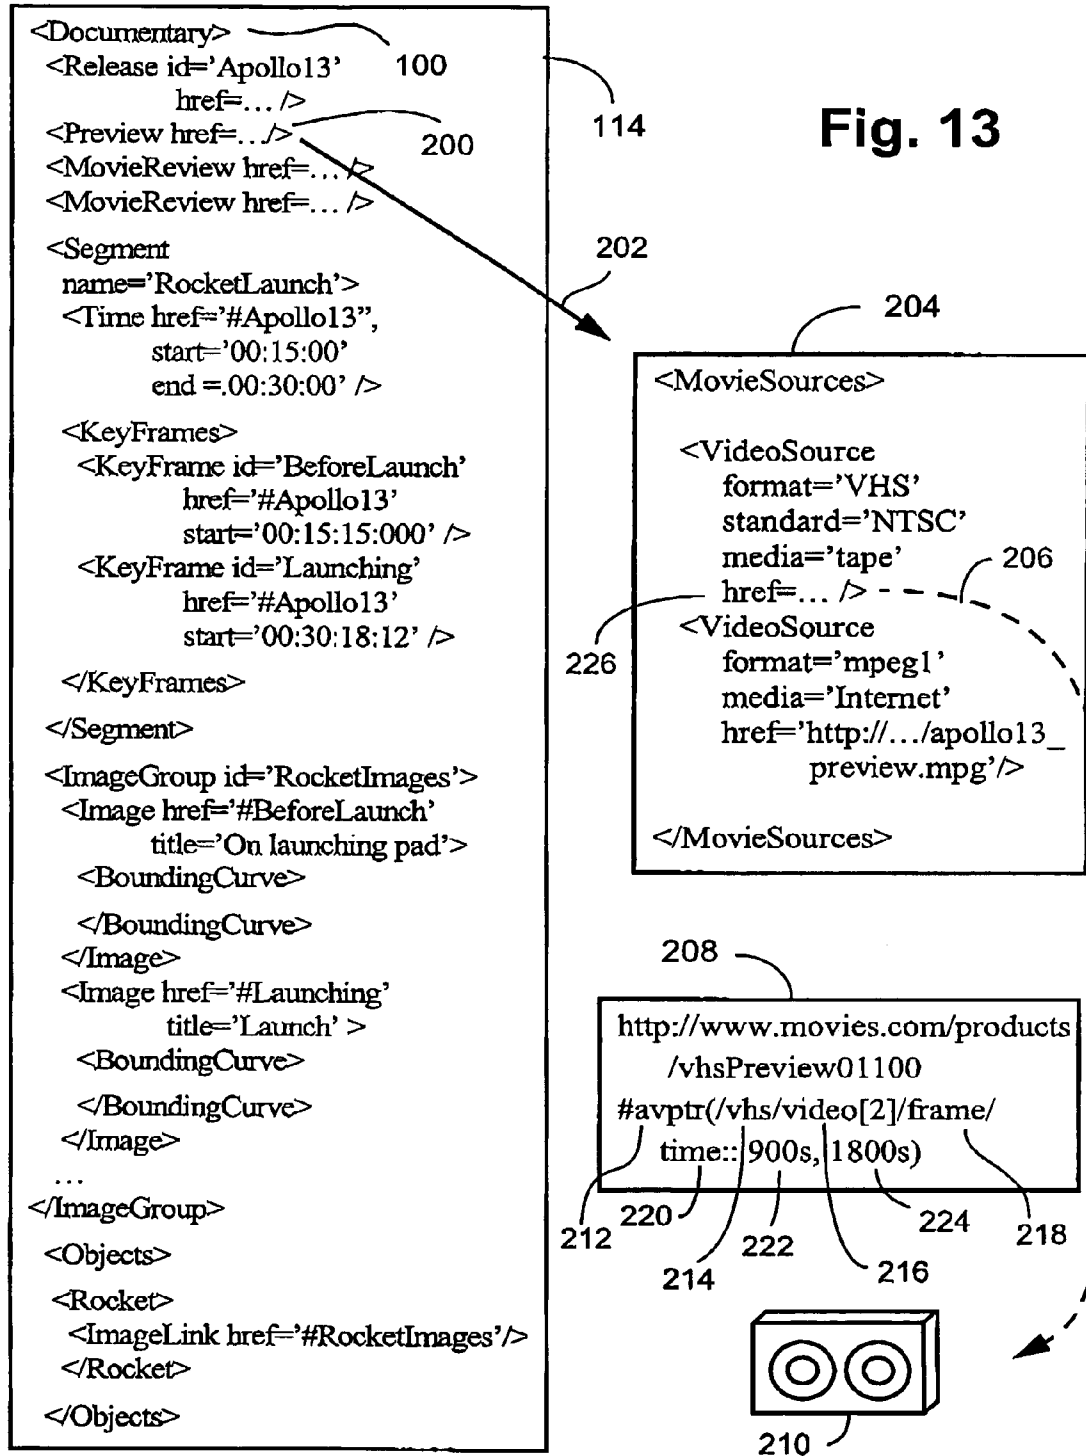 <Documentary>
100
<Release id='Apollo13'
href=... />
<Preview href=... />
200
<MovieReview href=... />
<MovieReview href=... />
<Segment
name='RocketLaunch'>
<Time href='#Apollo13",
start='00:15:00'
end =.00:30:00' />
<KeyFrames>
<KeyFrame id='BeforeLaunch'
href='#Apollo13'
start='00:15:15:000' />
<KeyFrame id='Launching'
href='#Apollo13'
start='00:30:18:12' />
</KeyFrames>
</Segment>
<ImageGroup id='RocketImages'>
<Image href='#BeforeLaunch'
title='On launching pad'>
<BoundingCurve>
</BoundingCurve>
</Image>
<Image href='#Launching'
title='Launch' >
<BoundingCurve>
</BoundingCurve>
</Image>
...
</ImageGroup>
<Objects>
<Rocket>
<ImageLink href='#RocketImages'/>
</Rocket>
</Objects>
114
Fig. 13
202
204
<MovieSources>
<VideoSource
format='VHS'
standard='NTSC'
media='tape'
206
href=... />
226
<VideoSource
format='mpeg1'
media='Internet'
href='http://.../apollo13_
preview.mpg'/>
</MovieSources>
208
http://www.movies.com/products
/vhsPreview01100
#avptr(/vhs/video[2]/frame/
time:: 900s, 1800s)
212
220
214
222
216
224
218
210